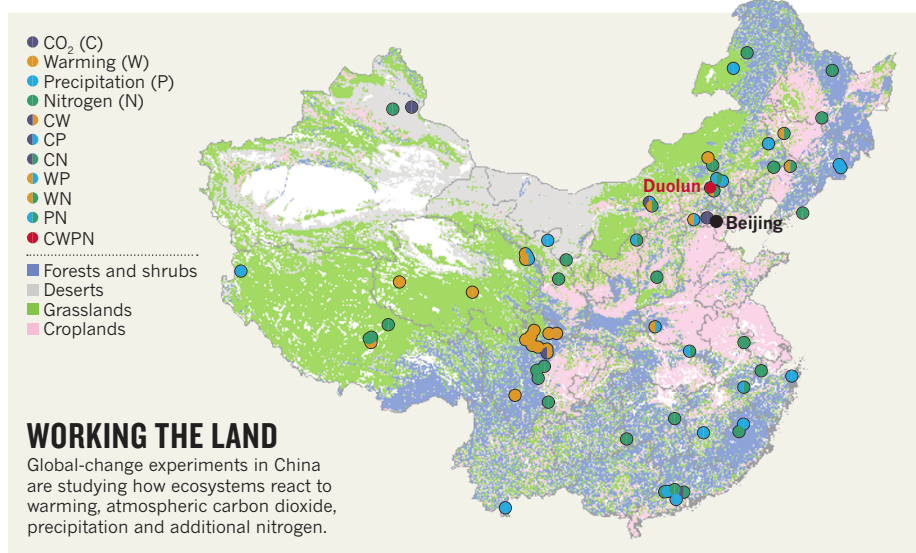 CO₂ (C)
Warming (W)
Precipitation (P)
Nitrogen (N)
CW
CP
CN
WP
WN
PN
CWPN
Forests and shrubs
Deserts
Grasslands
Croplands
Duolun
Beijing
WORKING THE LAND
Global-change experiments in China
are studying how ecosystems react to
warming, atmospheric carbon dioxide,
precipitation and additional nitrogen.